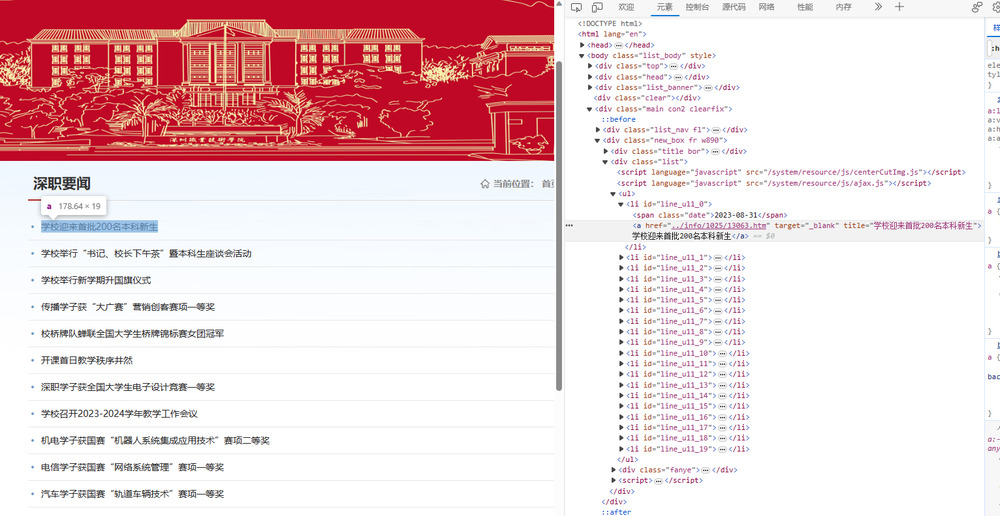 深圳職業技術學院
深职要闻
当前位置： 首页
a 178.64 × 19
学校迎来首批200名本科新生
学校举行“书记、校长下午茶”暨本科生座谈会活动
学校举行新学期升国旗仪式
传播学子获“大广赛”营销创客赛项一等奖
校桥牌队蝉联全国大学生桥牌锦标赛女团冠军
开课首日教学秩序井然
深职学子获全国大学生电子设计竞赛一等奖
学校召开2023-2024学年教学工作会议
机电学子获国赛“机器人系统集成应用技术”赛项二等奖
电信学子获国赛“网络系统管理”赛项一等奖
汽车学子获国赛“轨道车辆技术”赛项一等奖
欢迎 元素 控制台 源代码 网络 性能 内存
<!DOCTYPE html>
<html lang="en">
<head> ⋯ </head>
<body class="list_body" style>
<div class="top"> ⋯ </div>
<div class="head"> ⋯ </div>
<div class="list_banner"> ⋯ </div>
<div class="clear"></div>
<div class="main con2 clearfix">
::before
<div class="list_nav fl"> ⋯ </div>
<div class="new_box fr w890">
<div class="title bor"> ⋯ </div>
<div class="list">
<script language="javascript" src="/system/resource/js/centerCutImg.js"></script>
<script language="javascript" src="/system/resource/js/ajax.js"></script>
<ul>
<li id="line_u11_0">
<span class="date">2023-08-31</span>
<a href="../info/1025/13063.htm" target="_blank" title="学校迎来首批200名本科新生">
学校迎来首批200名本科新生</a> == $0
</li>
<li id="line_u11_1"> ⋯ </li>
<li id="line_u11_2"> ⋯ </li>
<li id="line_u11_3"> ⋯ </li>
<li id="line_u11_4"> ⋯ </li>
<li id="line_u11_5"> ⋯ </li>
<li id="line_u11_6"> ⋯ </li>
<li id="line_u11_7"> ⋯ </li>
<li id="line_u11_8"> ⋯ </li>
<li id="line_u11_9"> ⋯ </li>
<li id="line_u11_10"> ⋯ </li>
<li id="line_u11_11"> ⋯ </li>
<li id="line_u11_12"> ⋯ </li>
<li id="line_u11_13"> ⋯ </li>
<li id="line_u11_14"> ⋯ </li>
<li id="line_u11_15"> ⋯ </li>
<li id="line_u11_16"> ⋯ </li>
<li id="line_u11_17"> ⋯ </li>
<li id="line_u11_18"> ⋯ </li>
<li id="line_u11_19"> ⋯ </li>
</ul>
<div class="fanye"> ⋯ </div>
<script> ⋯ </script>
</div>
</div>
::after